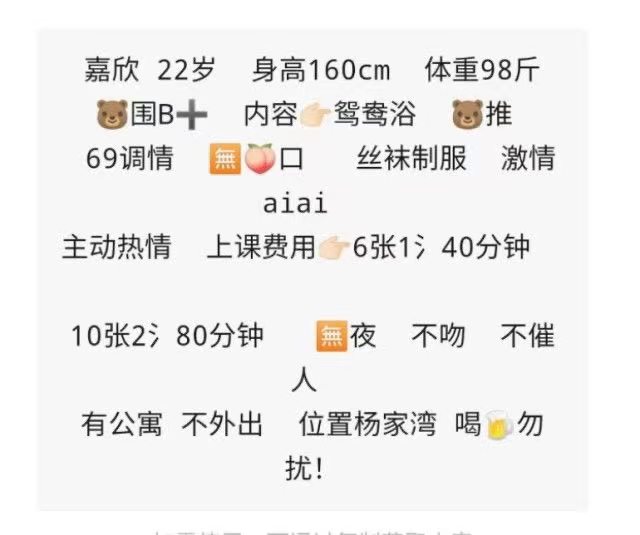 嘉欣 22岁 身高160cm 体重98斤
🐻围B➕ 内容👉🏻鸳鸯浴 🐻推
69调情 🈚🍑口 丝袜制服 激情
aiai
主动热情 上课费用👉🏻6张1氵40分钟
10张2氵80分钟 🈚夜 不吻 不催
人
有公寓 不外出 位置杨家湾 喝🍺勿
扰!